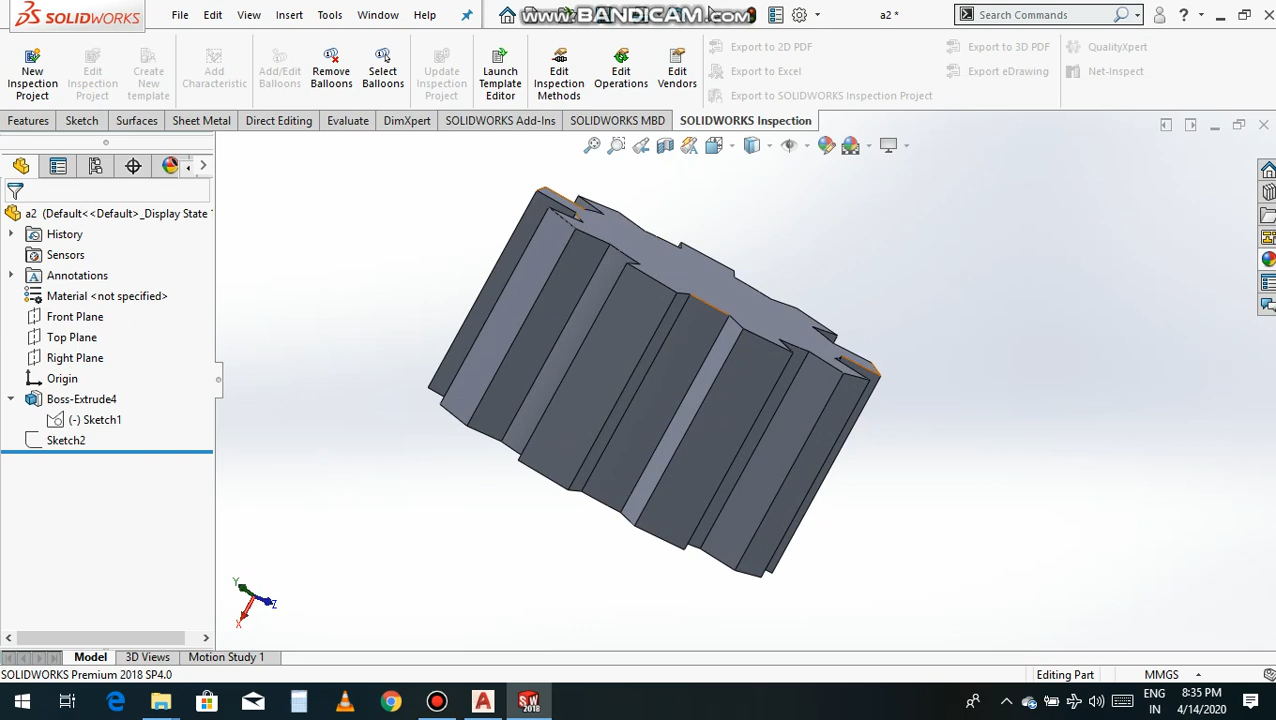 SOLIDWORKS
File Edit View Insert Tools Window Help
www.BANDICAM.com
a2 *
Search Commands
?
New Inspection Project
Edit Inspection Project
Create New template
Add Characteristic
Add/Edit Balloons
Remove Balloons
Select Balloons
Update Inspection Project
Launch Template Editor
Edit Inspection Methods
Edit Operations
Edit Vendors
Export to 2D PDF
Export to Excel
Export to SOLIDWORKS Inspection Project
Export to 3D PDF
Export eDrawing
QualityXpert
Net-Inspect
Features Sketch Surfaces Sheet Metal Direct Editing Evaluate DimXpert SOLIDWORKS Add-Ins SOLIDWORKS MBD SOLIDWORKS Inspection
a2 (Default<<Default>_Display State
History
Sensors
Annotations
Material <not specified>
Front Plane
Top Plane
Right Plane
Origin
Boss-Extrude4
(-) Sketch1
Sketch2
Y
Z
X
Model 3D Views Motion Study 1
SOLIDWORKS Premium 2018 SP4.0
Editing Part
MMGS
SW 2018
ENG
IN
8:35 PM
4/14/2020